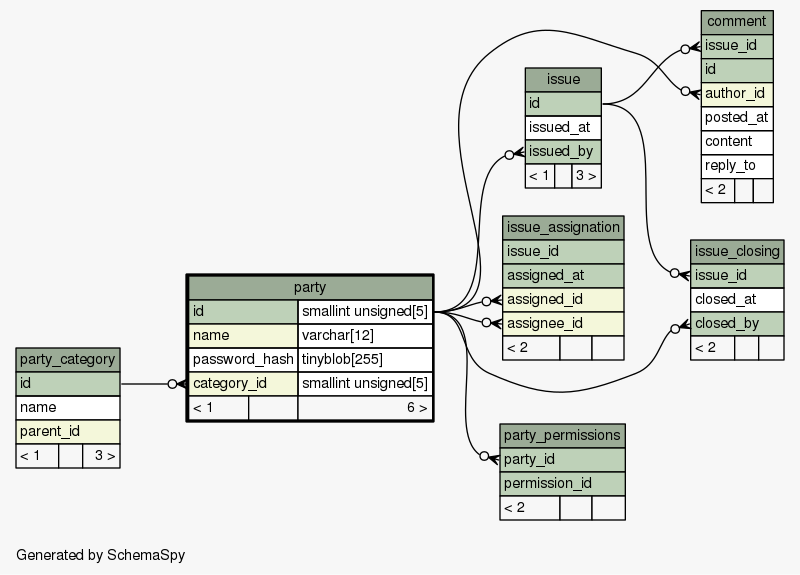 comment
issue_id
id
author_id
posted_at
content
reply_to
< 2
issue
id
issued_at
issued_by
< 1 3 >
issue_assignation
issue_id
assigned_at
assigned_id
assignee_id
< 2
issue_closing
issue_id
closed_at
closed_by
< 2
party
id smallint unsigned[5]
name varchar[12]
password_hash tinyblob[255]
category_id smallint unsigned[5]
< 1 6 >
party_category
id
name
parent_id
< 1 3 >
party_permissions
party_id
permission_id
< 2
Generated by SchemaSpy